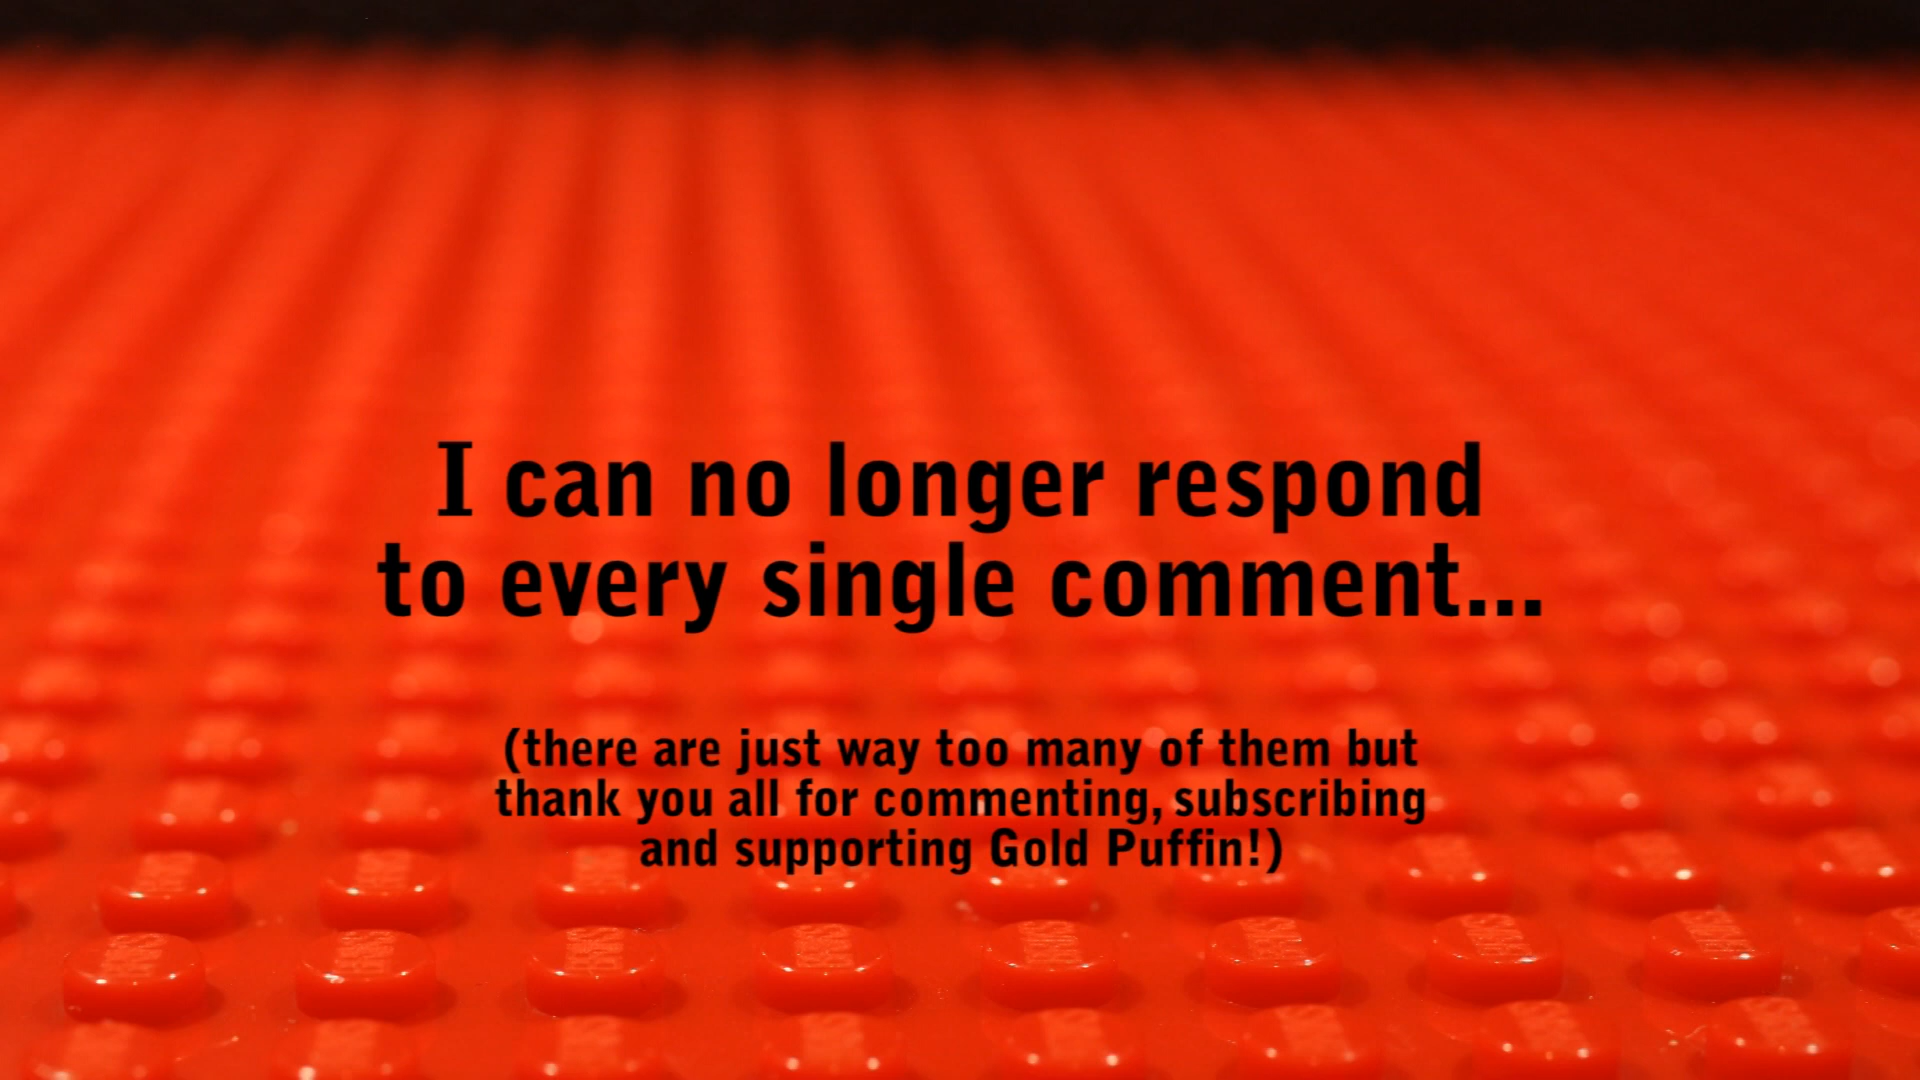 I can no longer respond
to every single comment...
(there are just way too many of them but
thank you all for commenting, subscribing
and supporting Gold Puffin!)